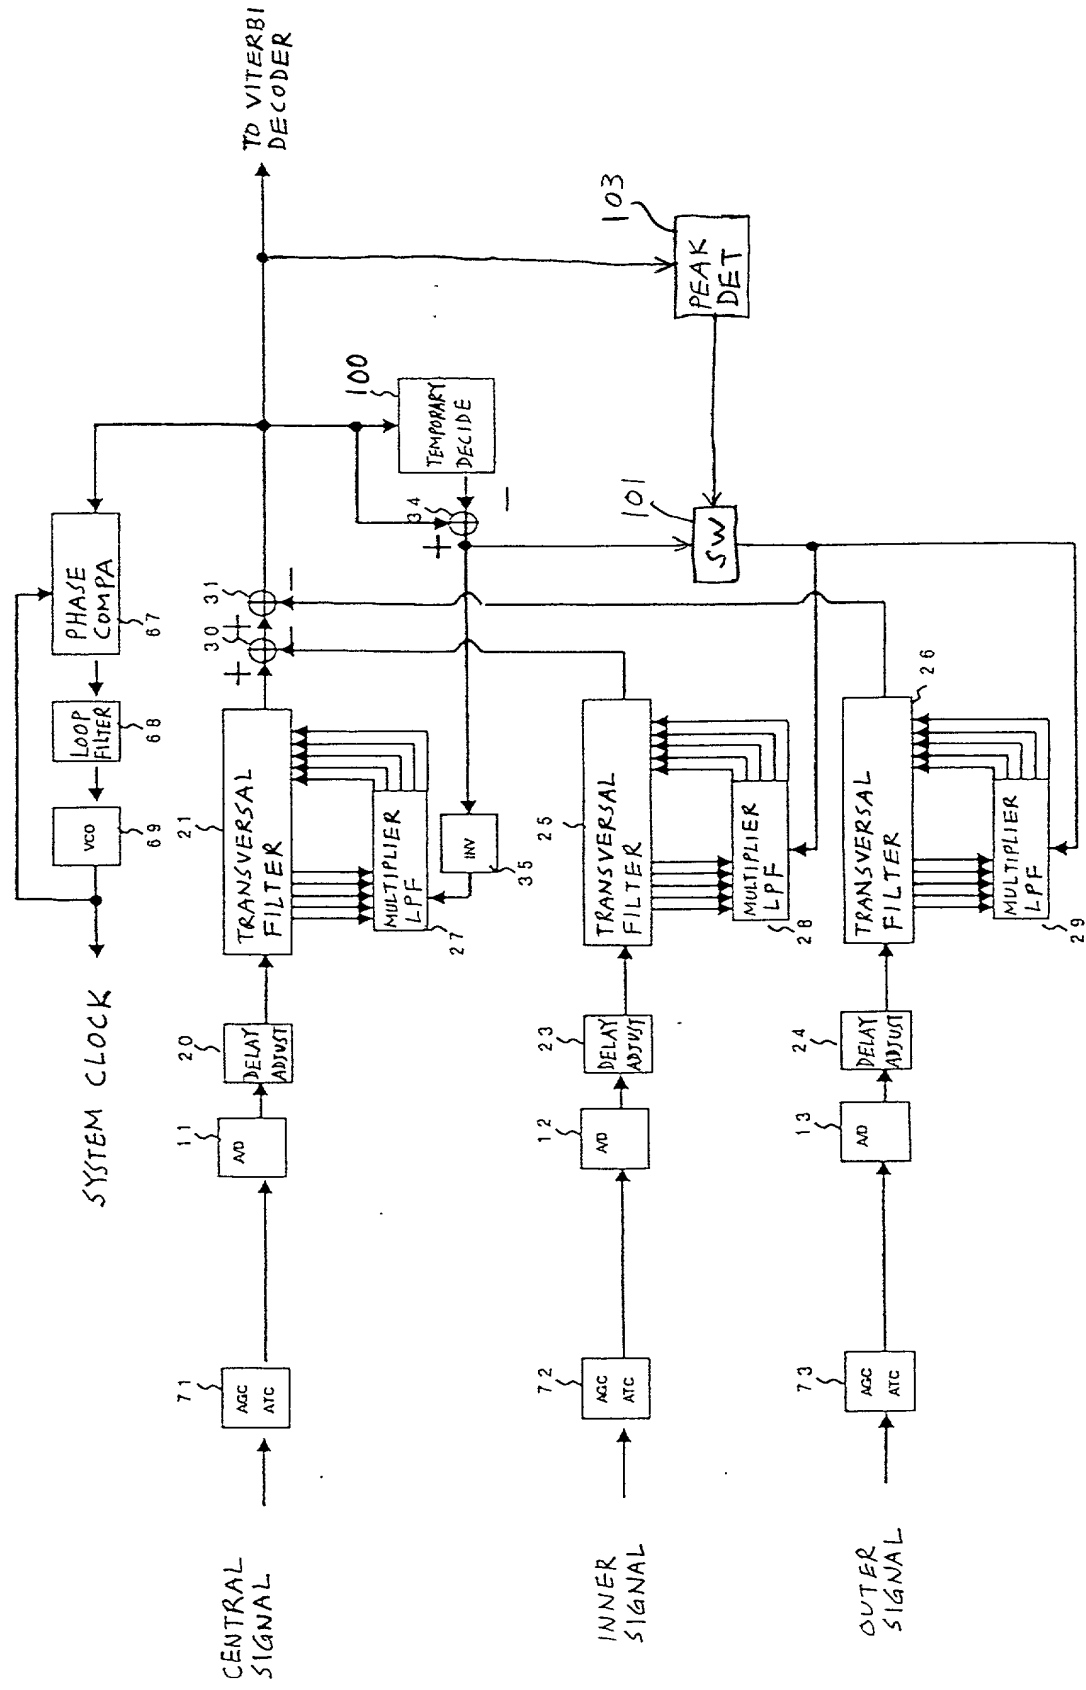 SYSTEM CLOCK
VCO
69
LOOP
FILTER
68
PHASE
COMPA
67
CENTRAL
SIGNAL
AGC
ATC
71
A/D
11
DELAY
ADJUST
20
TRANSVERSAL
FILTER
21
MULTIPLIER
LPF
27
INV
35
+
−
30
+
−
31
TO VITERBI
DECODER
TEMPORARY
DECIDE
100
+
−
34
SW
101
PEAK
DET
103
INNER
SIGNAL
AGC
ATC
72
A/D
12
DELAY
ADJUST
23
TRANSVERSAL
FILTER
25
MULTIPLIER
LPF
28
OUTER
SIGNAL
AGC
ATC
73
A/D
13
DELAY
ADJUST
24
TRANSVERSAL
FILTER
26
MULTIPLIER
LPF
29